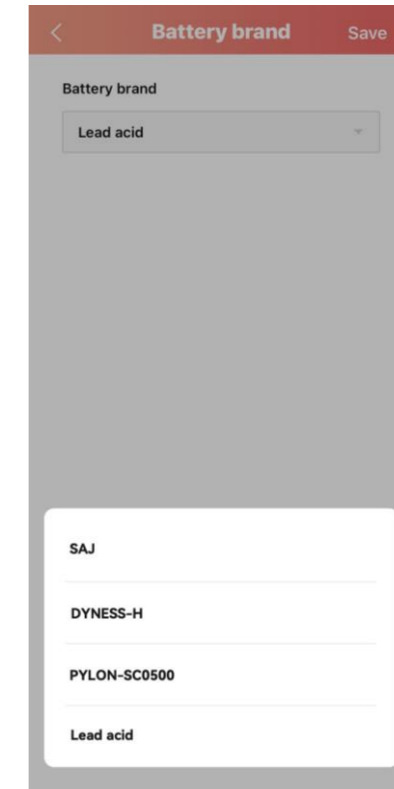 Battery brand Save
Battery brand
Lead acid
SAJ
DYNESS-H
PYLON-SC0500
Lead acid